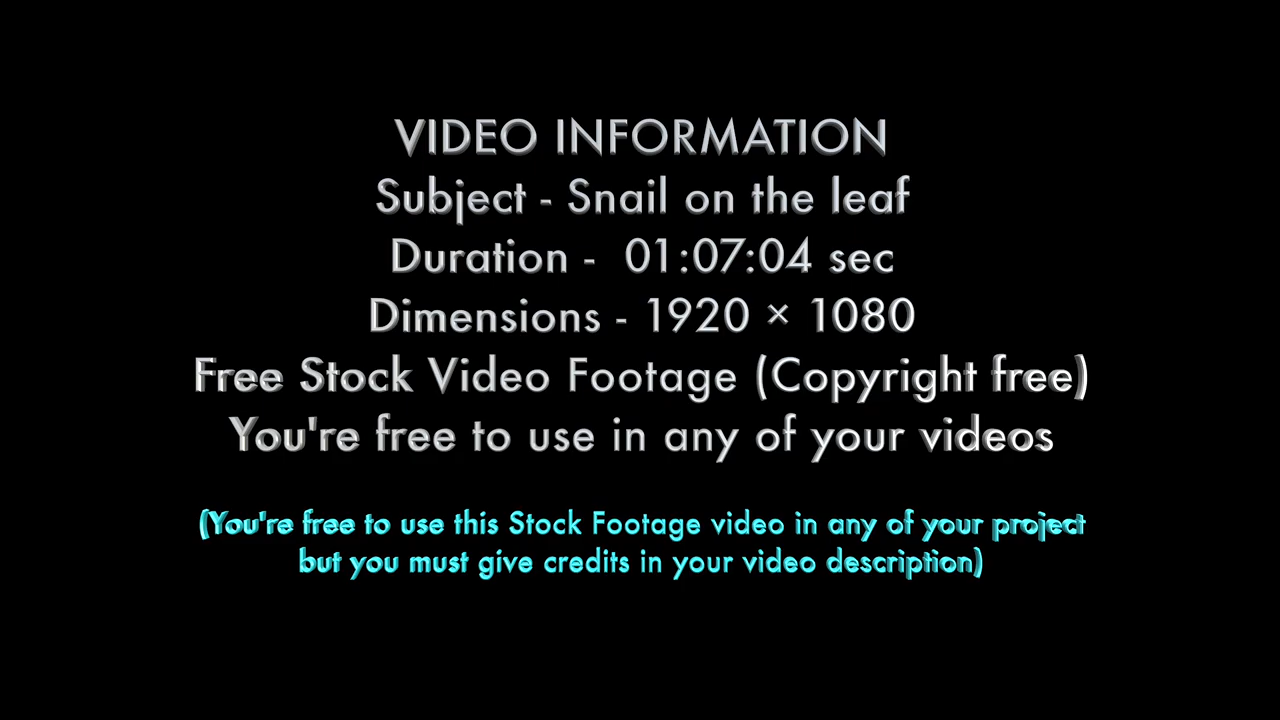 VIDEO INFORMATION
Subject - Snail on the leaf
Duration -  01:07:04 sec
Dimensions - 1920 × 1080
Free Stock Video Footage (Copyright free)
You're free to use in any of your videos
(You're free to use this Stock Footage video in any of your project
but you must give credits in your video description)